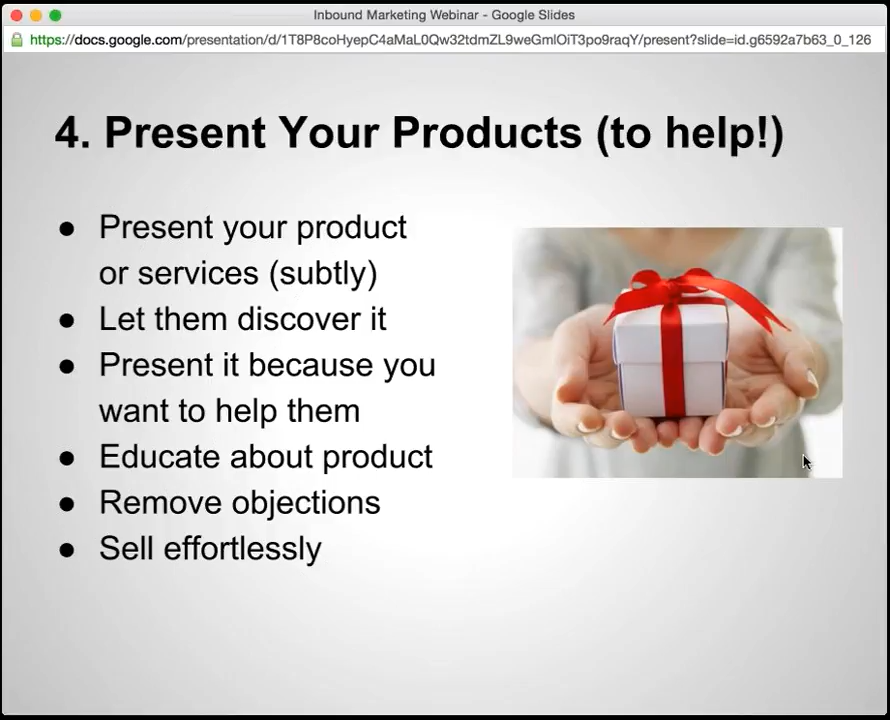 Inbound Marketing Webinar - Google Slides
https://docs.google.com/presentation/d/1T8P8coHyepC4aMaL0Qw32tdmZL9weGmlOiT3po9raqY/present?slide=id.g6592a7b63_0_126
4. Present Your Products (to help!)
● Present your product
or services (subtly)
● Let them discover it
● Present it because you
want to help them
● Educate about product
● Remove objections
● Sell effortlessly